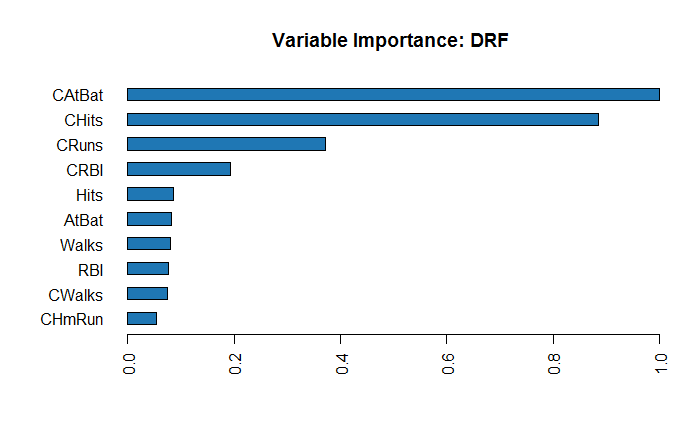 Variable Importance: DRF
CAtBat
CHits
CRuns
CRBI
Hits
AtBat
Walks
RBI
CWalks
CHmRun
0.0 0.2 0.4 0.6 0.8 1.0